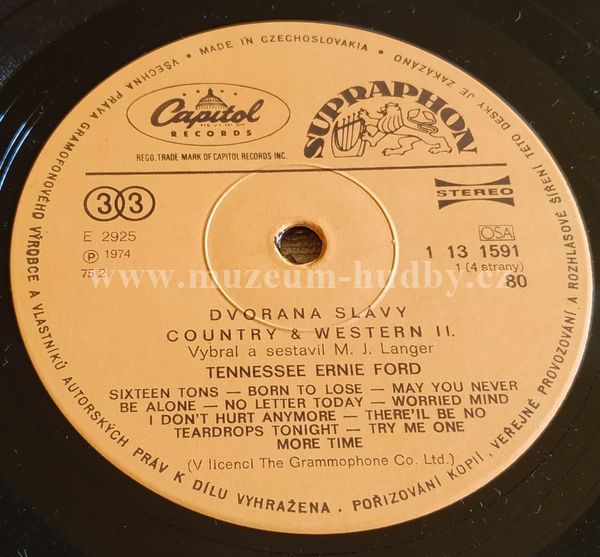 VŠECHNA PRÁVA GRAMOFONOVÉHO VÝROBCE A VLASTNÍKŮ AUTORSKÝCH PRÁV K DÍLU VYHRAŽENA. POŘIZOVÁNÍ KOPIÍ, VEŘEJNÉ PROVOZOVÁNÍ A ROZHLASOVÉ ŠÍŘENÍ TÉTO DESKY JE ZAKÁZÁNO • MADE IN CZECHOSLOVAKIA •
Capitol
RECORDS
REGD. TRADE MARK OF CAPITOL RECORDS INC.
SUPRAPHON
33
STEREO
E 2925
℗ 1974
75 2
OSA
1 13 1591
1 (4 strany)
80
www.muzeum-hudby.cz
DVORANA SLÁVY
COUNTRY & WESTERN II.
Vybral a sestavil M. J. Langer
TENNESSEE ERNIE FORD
SIXTEEN TONS — BORN TO LOSE — MAY YOU NEVER
BE ALONE — NO LETTER TODAY — WORRIED MIND
I DON'T HURT ANYMORE — THERE'LL BE NO
TEARDROPS TONIGHT — TRY ME ONE
MORE TIME
(V licenci The Grammophone Co. Ltd.)